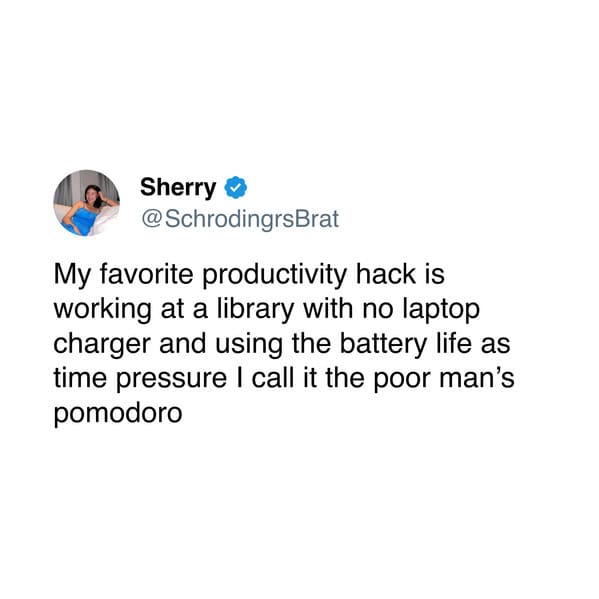 Sherry
@SchrodingrsBrat
My favorite productivity hack is
working at a library with no laptop
charger and using the battery life as
time pressure I call it the poor man’s
pomodoro